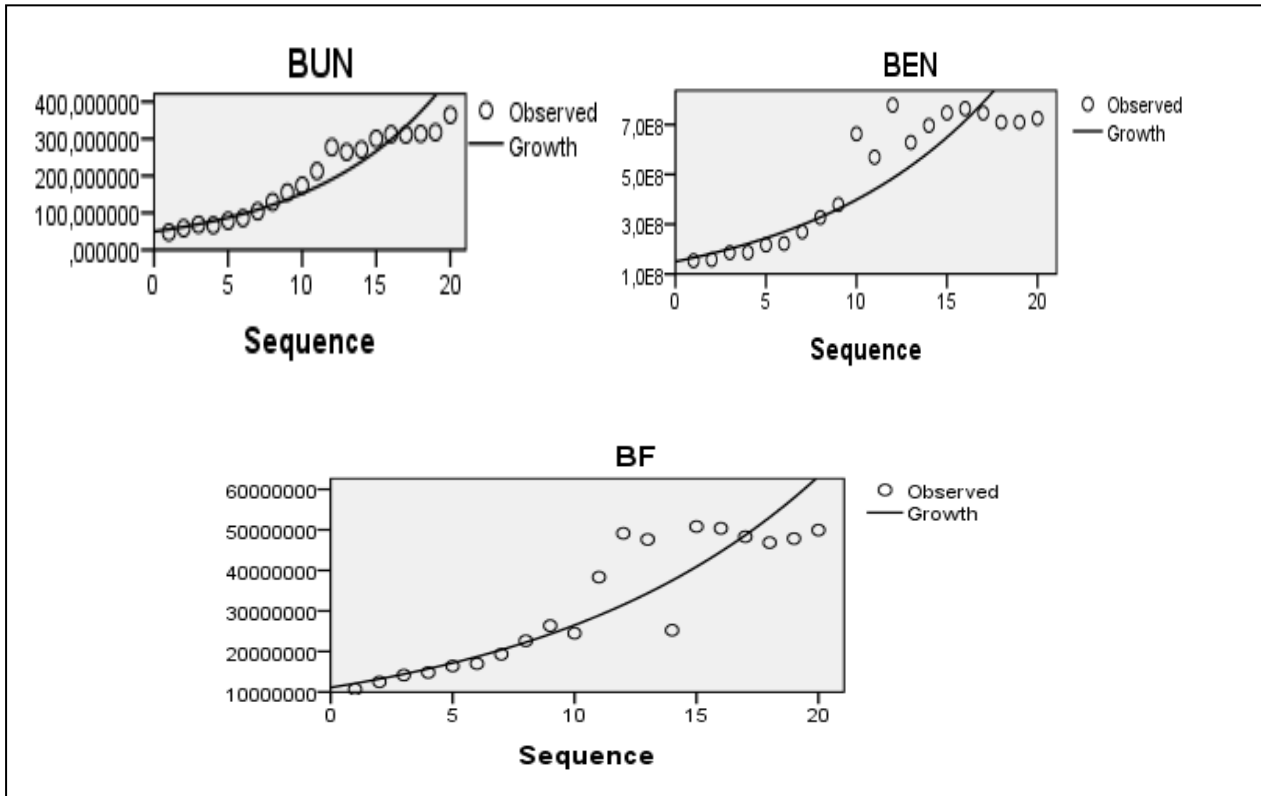 BUN
400,000000
300,000000
200,000000
100,000000
,000000
0 5 10 15 20
Sequence
Observed
Growth
BEN
7,0E8
5,0E8
3,0E8
1,0E8
0 5 10 15 20
Sequence
Observed
Growth
BF
60000000
50000000
40000000
30000000
20000000
10000000
0 5 10 15 20
Sequence
Observed
Growth